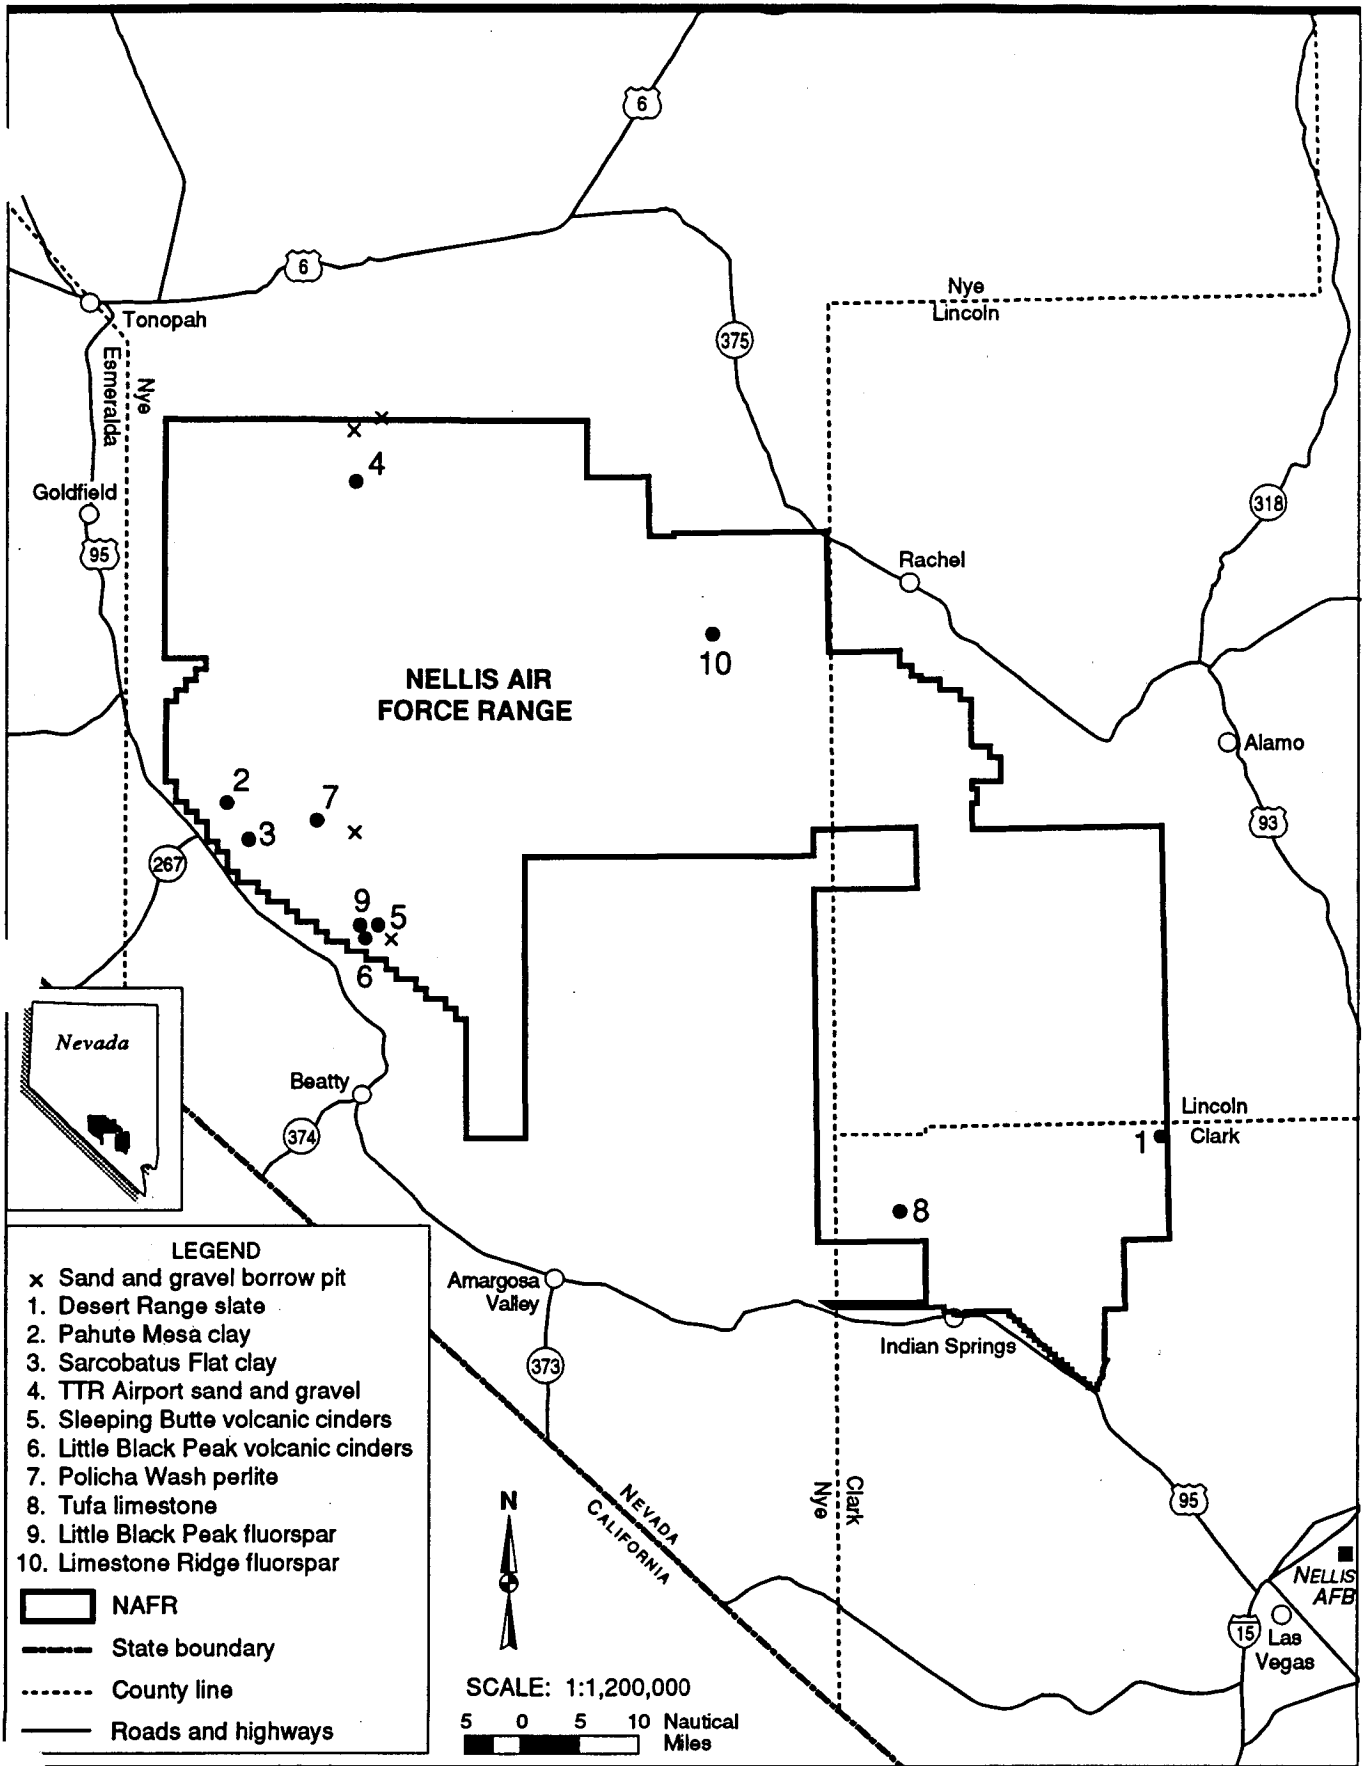 6
6
Tonopah
Nye
Lincoln
375
Esmeralda
Nye
4
Goldfield
95
318
Rachel
10
NELLIS AIR
FORCE RANGE
Alamo
2
7
3
93
267
9
5
6
Nevada
Beatty
374
Lincoln
1
Clark
8
Amargosa
Valley
Indian Springs
373
LEGEND
x Sand and gravel borrow pit
1. Desert Range slate
2. Pahute Mesa clay
3. Sarcobatus Flat clay
4. TTR Airport sand and gravel
5. Sleeping Butte volcanic cinders
6. Little Black Peak volcanic cinders
7. Policha Wash perlite
8. Tufa limestone
9. Little Black Peak fluorspar
10. Limestone Ridge fluorspar
NAFR
State boundary
County line
Roads and highways
N
NEVADA
CALIFORNIA
Clark
Nye
95
NELLIS
AFB
15
Las
Vegas
SCALE: 1:1,200,000
5 0 5 10 Nautical
Miles